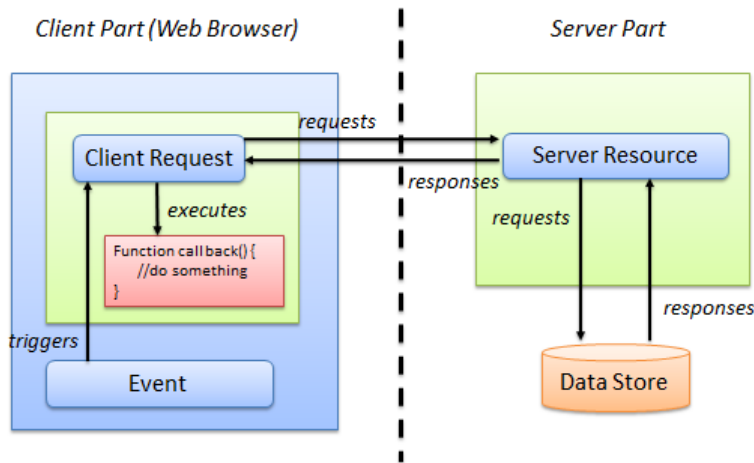 Client Part (Web Browser)
Server Part
requests
Client Request
Server Resource
responses
executes
requests
Function call back() {
//do something
}
responses
triggers
Event
Data Store